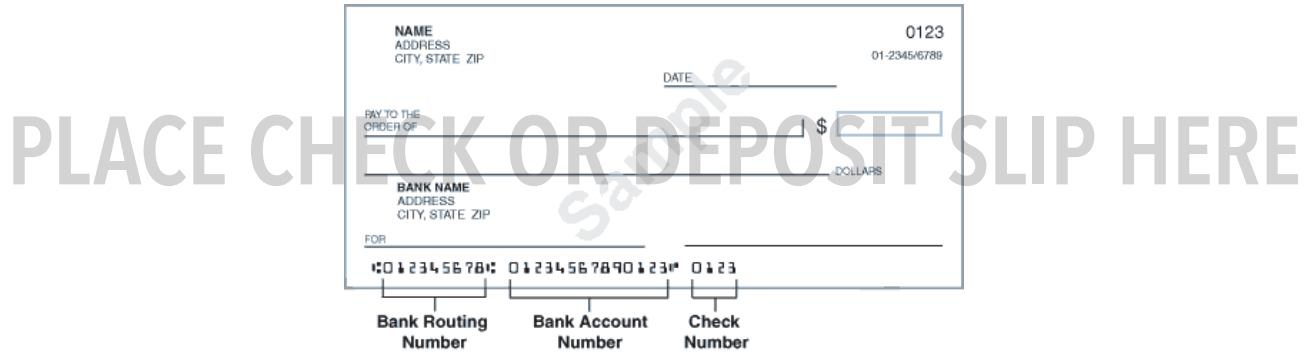 NAME
ADDRESS
CITY, STATE ZIP
0123
01-2345/6789
DATE
PAY TO THE
ORDER OF
$
PLACE CHECK OR DEPOSIT SLIP HERE
Sample
DOLLARS
BANK NAME
ADDRESS
CITY, STATE ZIP
FOR
⑆012345678⑆ 01234567890123⑈ 0123
Bank Routing
Number
Bank Account
Number
Check
Number